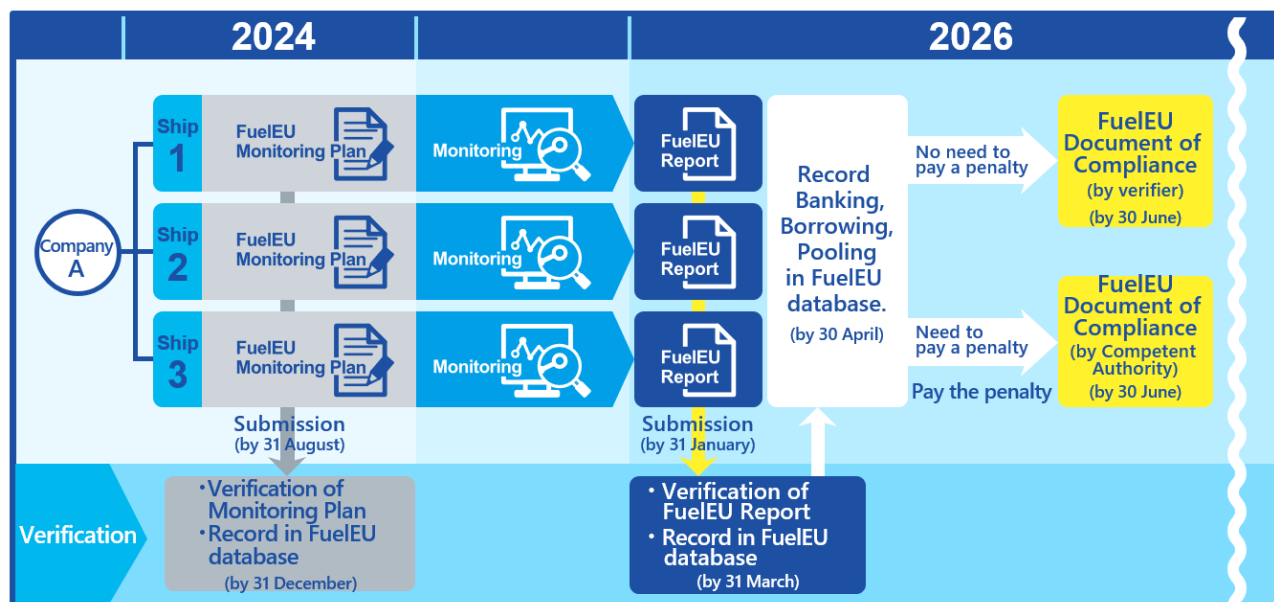 2024
2026
Company
A
Ship
1
FuelEU
Monitoring Plan
Monitoring
FuelEU
Report
Ship
2
FuelEU
Monitoring Plan
Monitoring
FuelEU
Report
Ship
3
FuelEU
Monitoring Plan
Monitoring
FuelEU
Report
Submission
(by 31 August)
Submission
(by 31 January)
Record
Banking,
Borrowing,
Pooling
in FuelEU
database.
(by 30 April)
No need to
pay a penalty
FuelEU
Document of
Compliance
(by verifier)
(by 30 June)
Need to
pay a penalty
Pay the penalty
FuelEU
Document of
Compliance
(by Competent
Authority)
(by 30 June)
Verification
・Verification of
Monitoring Plan
・Record in FuelEU
database
(by 31 December)
・Verification of
FuelEU Report
・Record in FuelEU
database
(by 31 March)